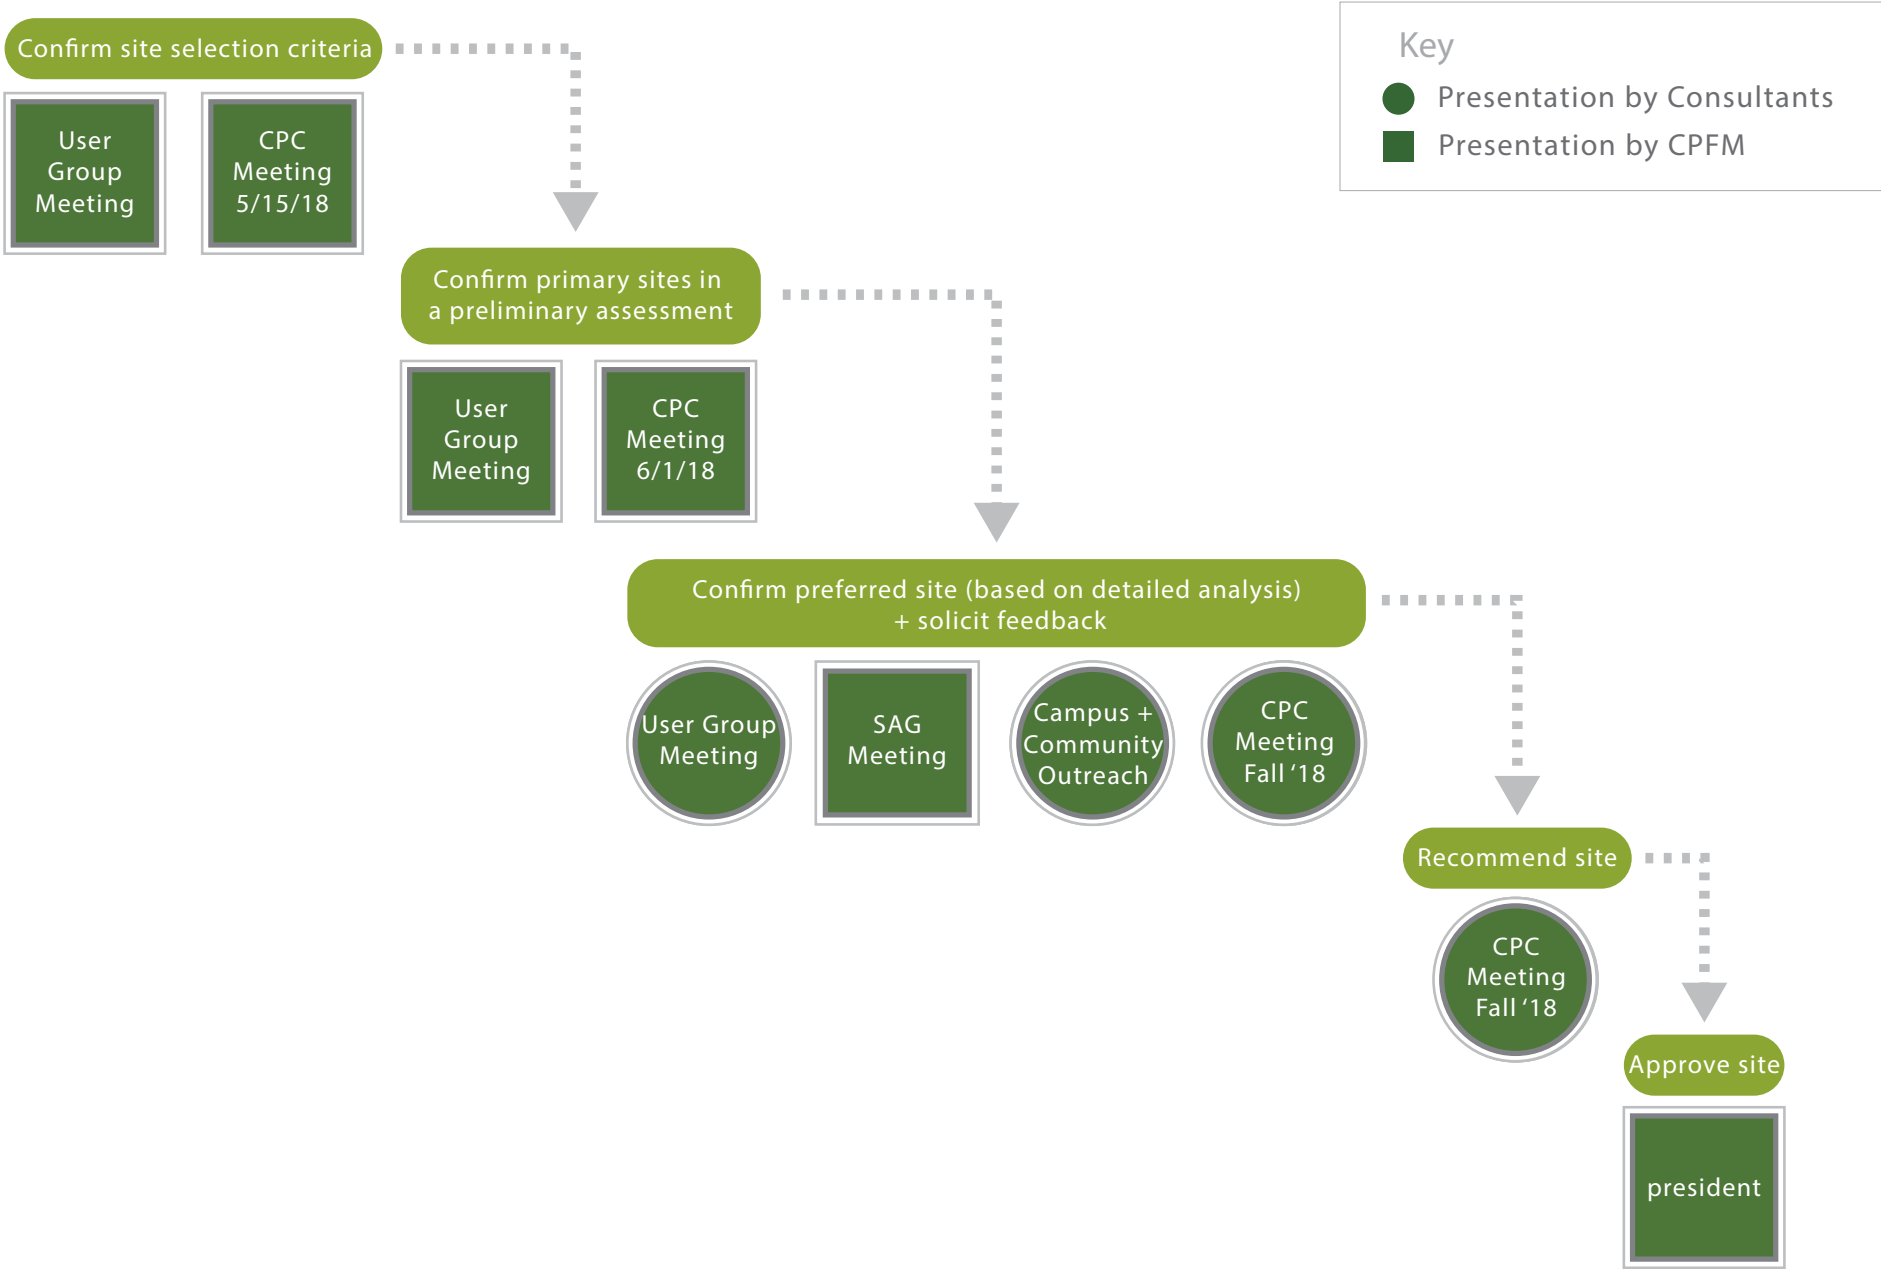 Confirm site selection criteria
User
Group
Meeting
CPC
Meeting
5/15/18
Key
Presentation by Consultants
Presentation by CPFM
Confirm primary sites in
a preliminary assessment
User
Group
Meeting
CPC
Meeting
6/1/18
Confirm preferred site (based on detailed analysis)
+ solicit feedback
User Group
Meeting
SAG
Meeting
Campus +
Community
Outreach
CPC
Meeting
Fall ‘18
Recommend site
CPC
Meeting
Fall ‘18
Approve site
president